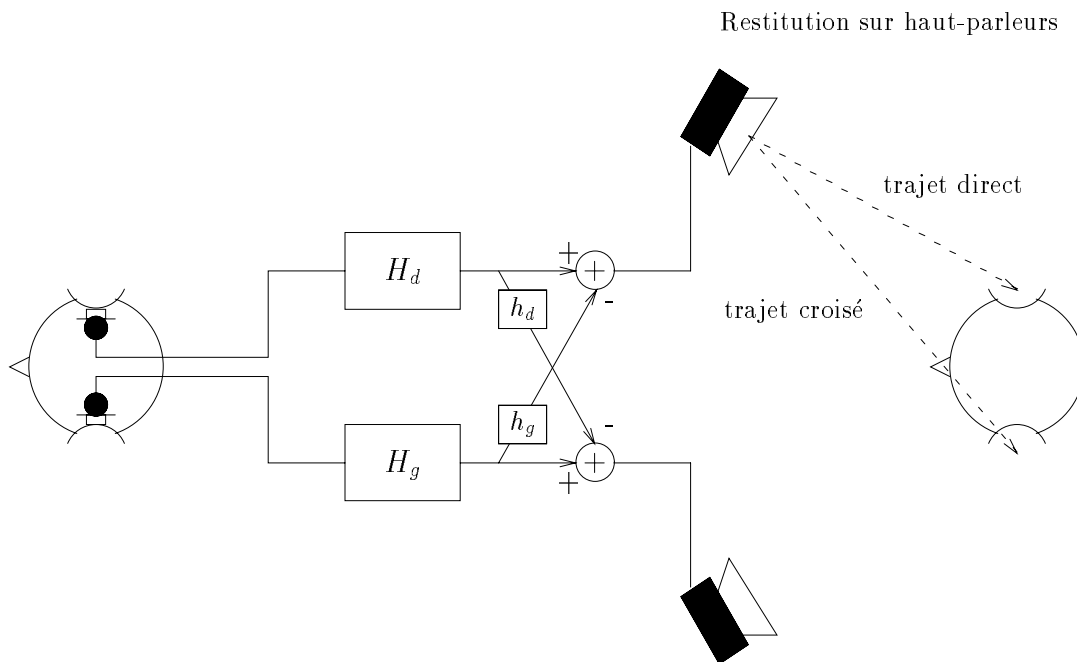 Restitution sur haut-parleurs
trajet direct
trajet croisé
+
H_d
+
-
h_d
h_g
-
H_g
+
+